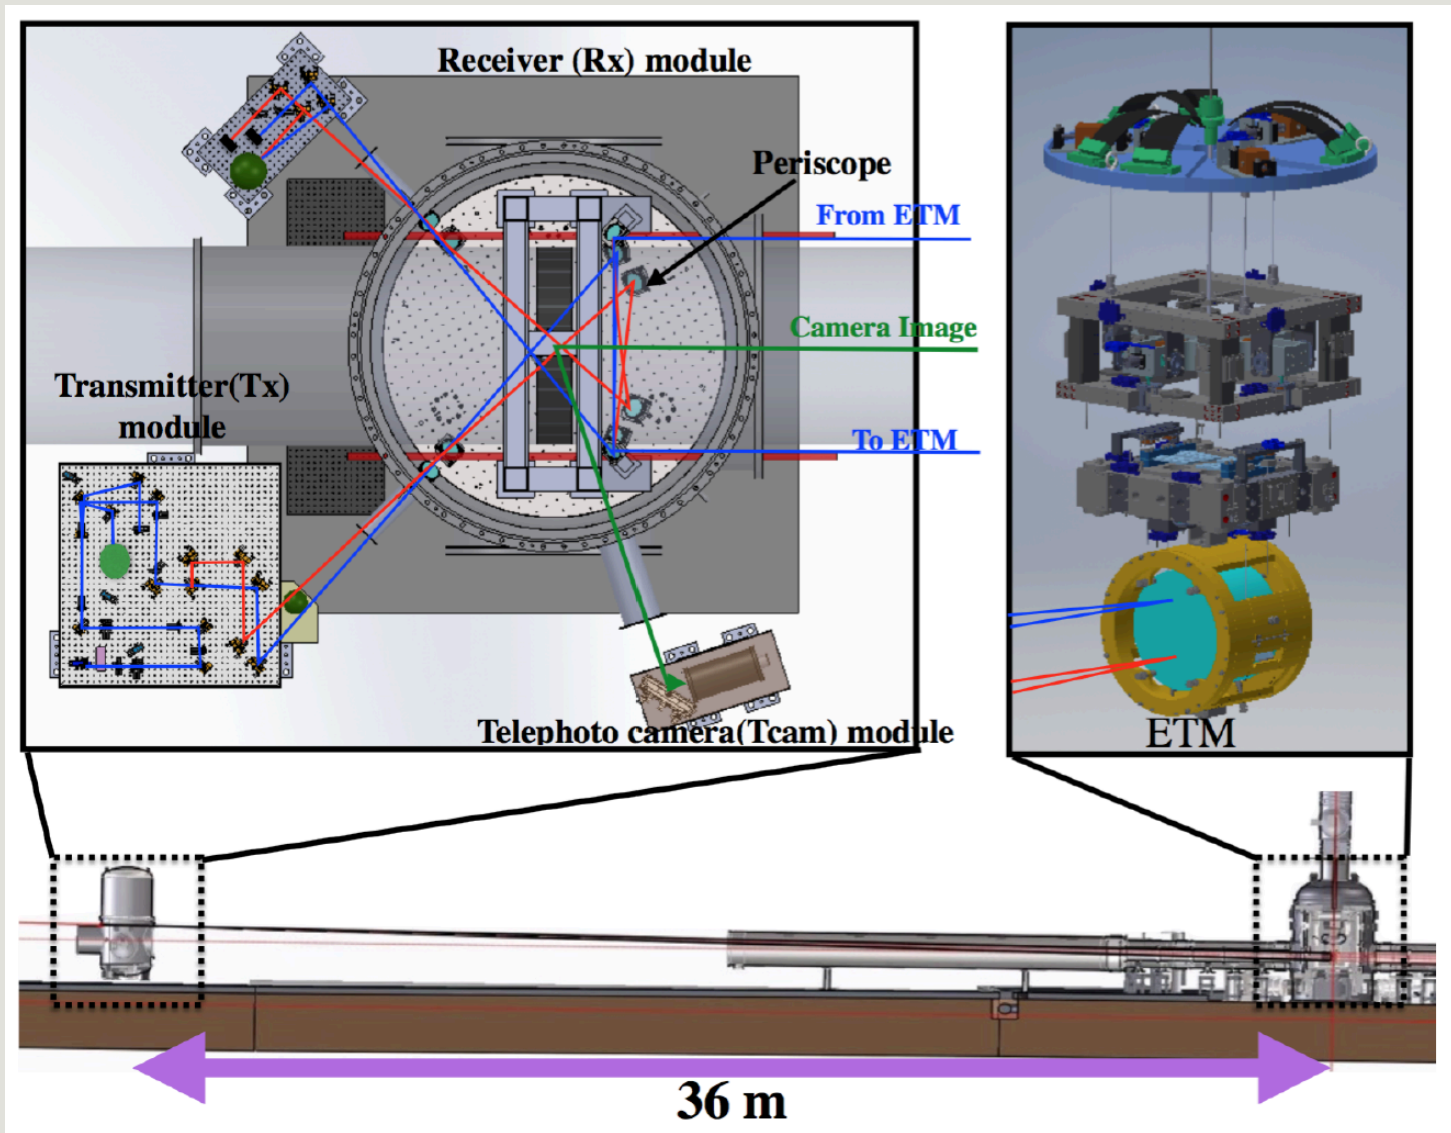 Receiver (Rx) module
Periscope
From ETM
Camera Image
Transmitter(Tx)
module
To ETM
Telephoto camera(Tcam) module
ETM
36 m